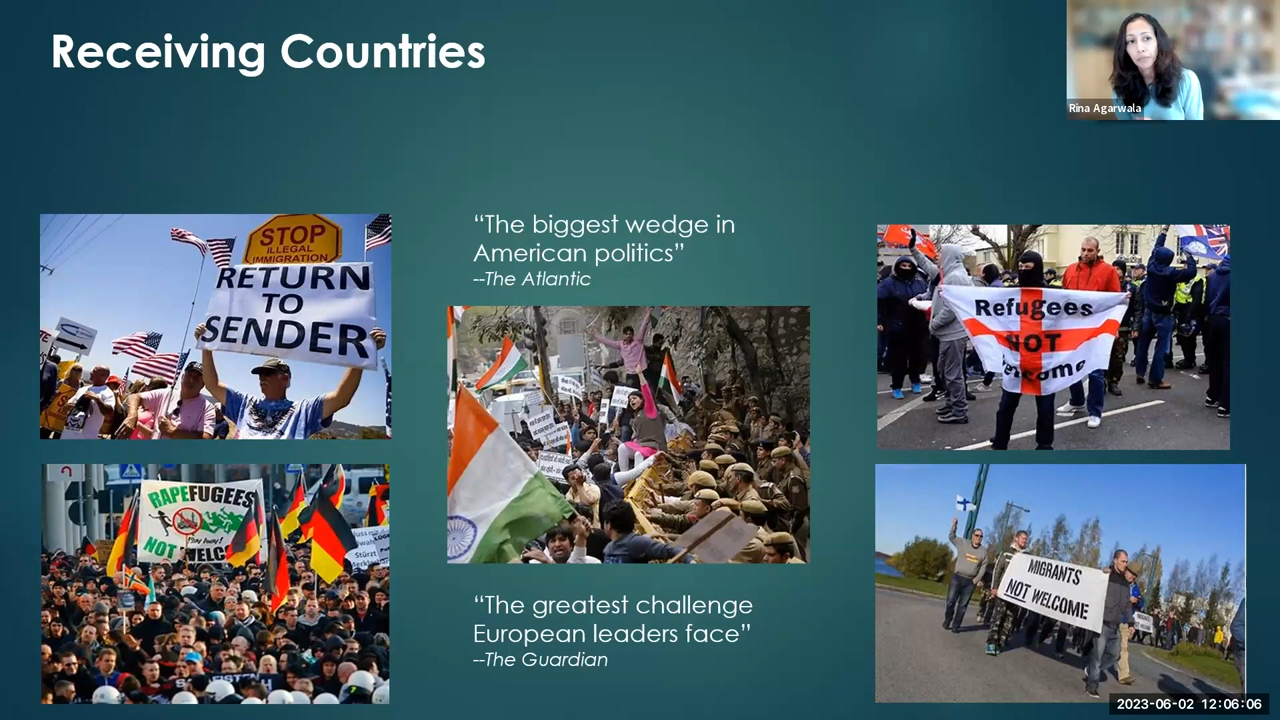 Receiving Countries
Rina Agarwala
STOP
ILLEGAL
IMMIGRATION
RETURN
TO
SENDER
“The biggest wedge in
American politics”
--The Atlantic
Refugees
NOT
welcome
RAPEFUGEES
NOT WELC
“The greatest challenge
European leaders face”
--The Guardian
MIGRANTS
NOT WELCOME
2023-06-02 12:06:06